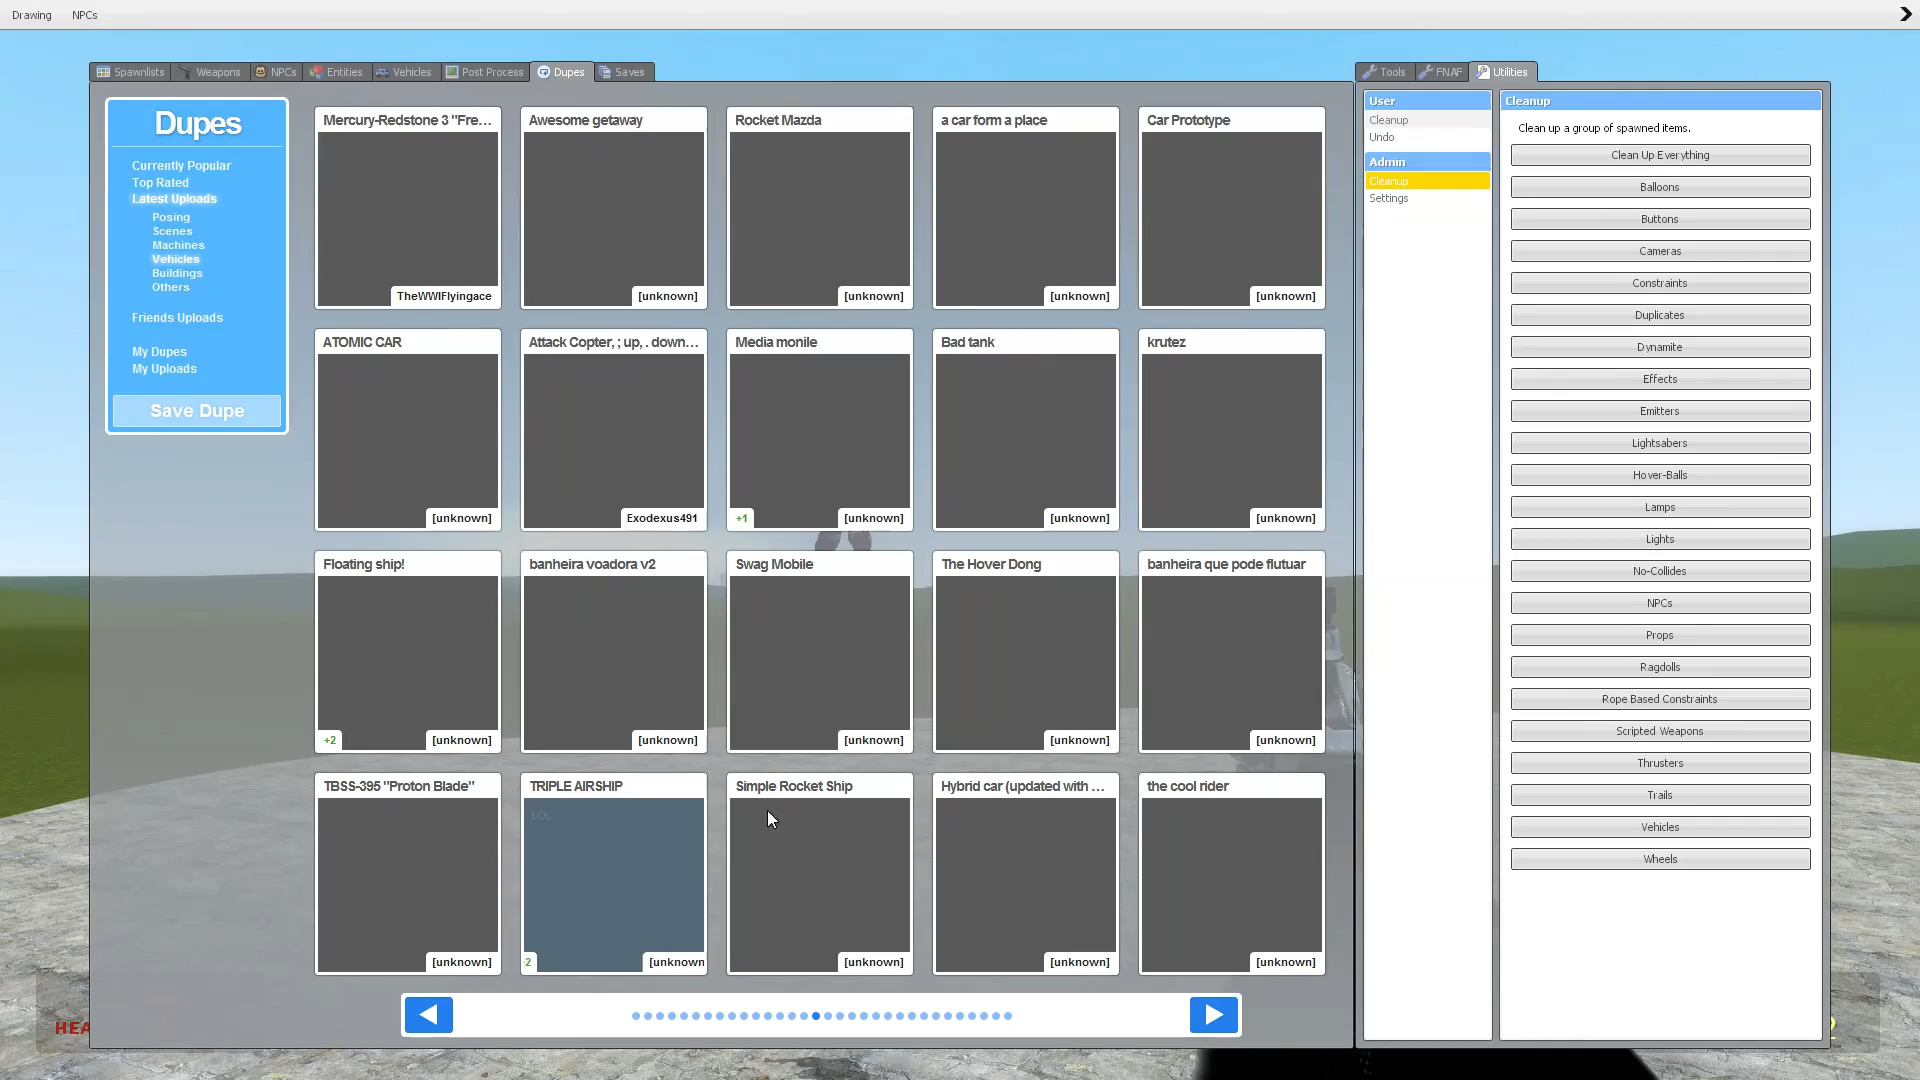 Drawing NPCs
Spawnlists Weapons NPCs Entities Vehicles Post Process Dupes Saves
Dupes
Currently Popular
Top Rated
Latest Uploads
Posing
Scenes
Machines
Vehicles
Buildings
Others
Friends Uploads
My Dupes
My Uploads
Save Dupe
Mercury-Redstone 3 "Fre... Awesome getaway Rocket Mazda a car form a place Car Prototype
TheWWIFlyingace [unknown] [unknown] [unknown] [unknown]
ATOMIC CAR Attack Copter, ; up, . down... Media monile Bad tank krutez
[unknown] Exodexus491 +1 [unknown] [unknown] [unknown]
Floating ship! banheira voadora v2 Swag Mobile The Hover Dong banheira que pode flutuar
+2 [unknown] [unknown] [unknown] [unknown] [unknown]
TBSS-395 "Proton Blade" TRIPLE AIRSHIP Simple Rocket Ship Hybrid car (updated with ... the cool rider
LOL
[unknown] 2 [unknown [unknown] [unknown] [unknown]
HEA
Tools FNAF Utilities
User
Cleanup
Undo
Admin
Cleanup
Settings
Cleanup
Clean up a group of spawned items.
Clean Up Everything
Balloons
Buttons
Cameras
Constraints
Duplicates
Dynamite
Effects
Emitters
Lightsabers
Hover-Balls
Lamps
Lights
No-Collides
NPCs
Props
Ragdolls
Rope Based Constraints
Scripted Weapons
Thrusters
Trails
Vehicles
Wheels